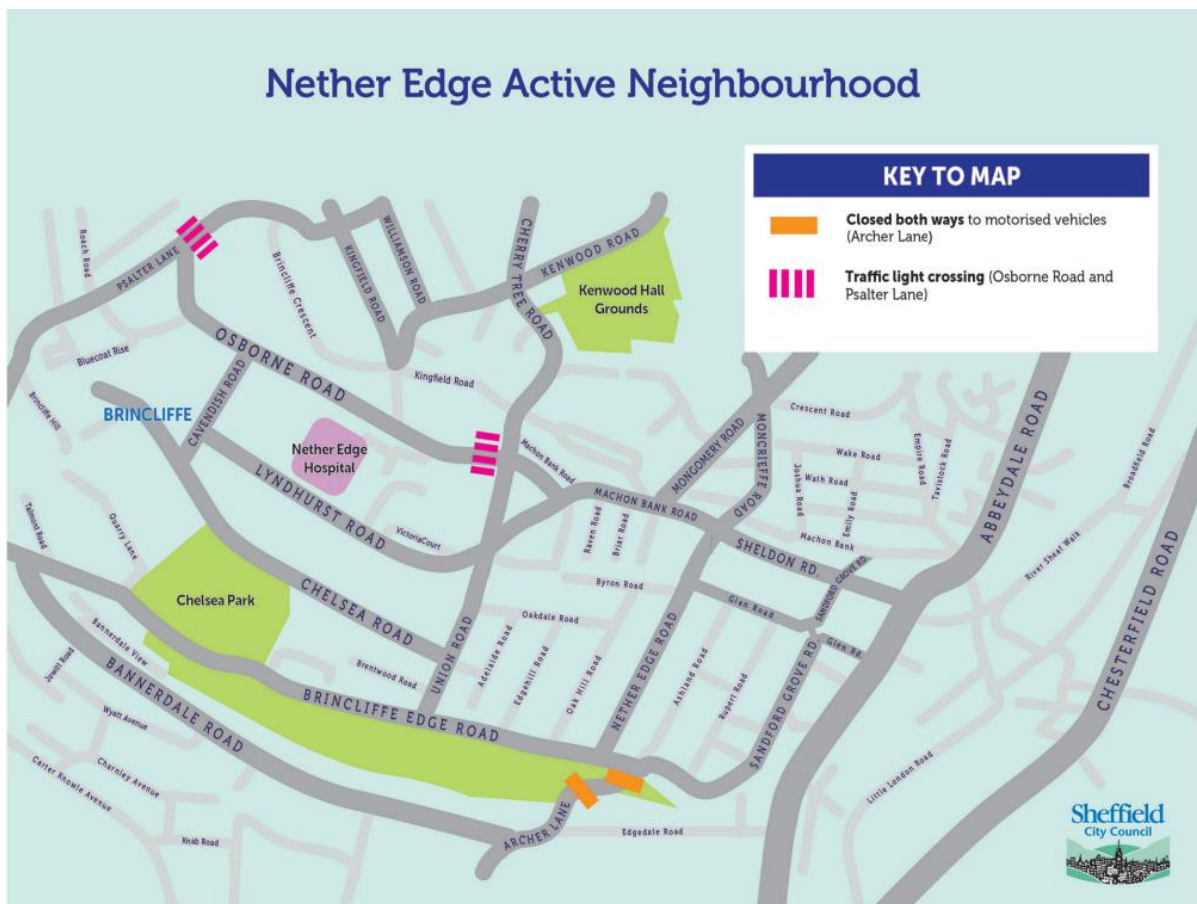 Nether Edge Active Neighbourhood
KEY TO MAP
Closed both ways to motorised vehicles
(Archer Lane)
Traffic light crossing (Osborne Road and
Psalter Lane)
Roach Road
PSALTER LANE
Brincliffe Crescent
KINGFIELD ROAD
WILLIAMSON ROAD
CHERRY TREE ROAD
KENWOOD ROAD
Kenwood Hall
Grounds
Bluecoat Rise
Brincliffe Hill
BRINCLIFFE
CAVENDISH ROAD
OSBORNE ROAD
Kingfield Road
Nether Edge
Hospital
LYNDHURST ROAD
VictoriaCourt
Machon Bank Road
MACHON BANK ROAD
MONTGOMERY ROAD
MONCRIEFFE ROAD
Crescent Road
Wake Road
Wath Road
Joshua Road
Emily Road
Empire Road
Tavistock Road
Machon Bank
ABBEYDALE ROAD
Broadfield Road
River Sheaf Walk
CHESTERFIELD ROAD
Talmont Road
Quarry Lane
Chelsea Park
CHELSEA ROAD
UNION ROAD
Raven Road
Briar Road
Byron Road
SHELDON RD.
SANDFORD GROVE RD.
Glen Road
Glen Rd.
Oakdale Road
Adelaide Road
Edgehill Road
Oak Hill Road
NETHER EDGE ROAD
Ashland Road
Rupert Road
SANDFORD GROVE RD
Bannerdale View
Jowitt Road
BANNERDALE ROAD
Brentwood Road
BRINCLIFFE EDGE ROAD
Wyatt Avenue
Charnley Avenue
Carter Knowle Avenue
Knab Road
ARCHER LANE
Edgedale Road
Little London Road
Sheffield
City Council